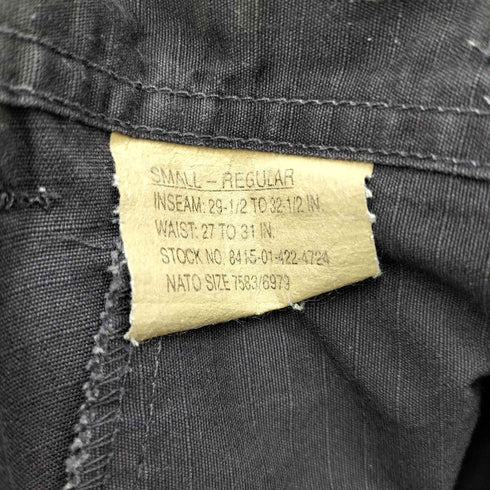 SMALL-REGULAR
INSEAM: 29-1/2 TO 32-1/2 IN.
WAIST: 27 TO 31 IN.
STOCK NO. 8415-01-422-4724
NATO SIZE 7583/6979